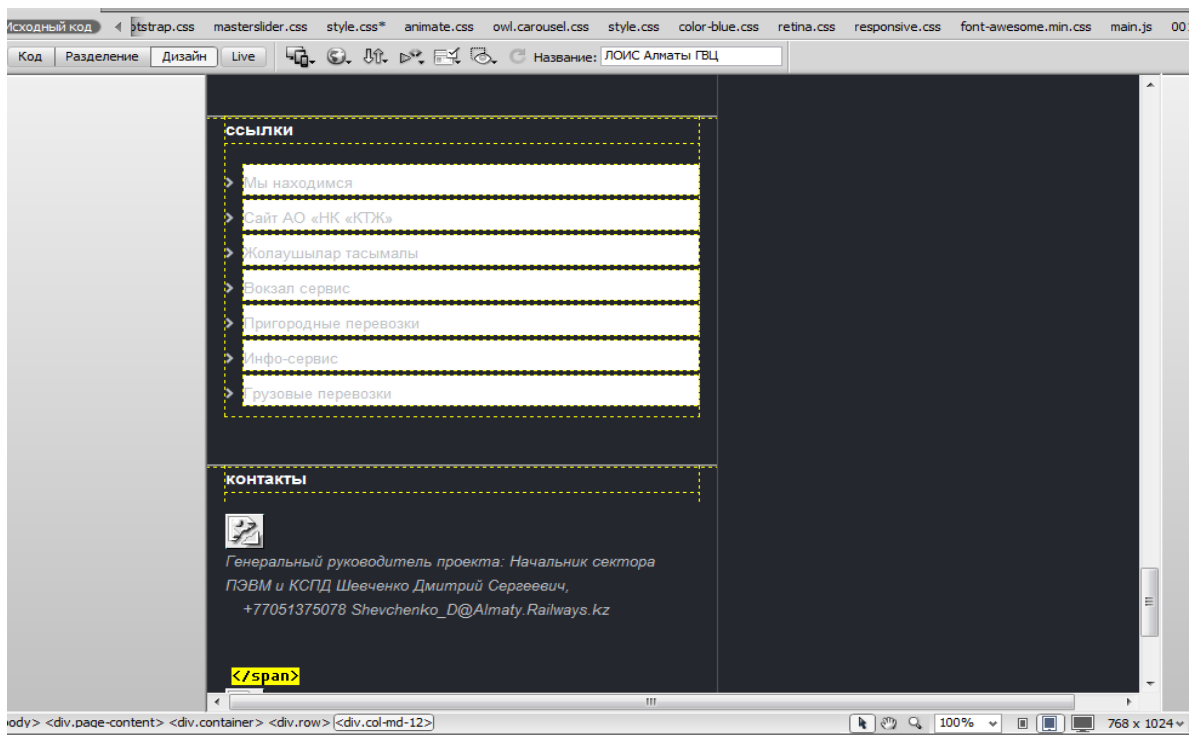 Исходный код otstrap.css masterslider.css style.css* animate.css owl.carousel.css style.css color-blue.css retina.css responsive.css font-awesome.min.css main.js 00
Код Разделение Дизайн Live Название: ЛОИС Алматы ГВЦ
ссылки
Мы находимся
Сайт АО «НК «КТЖ»
Жолаушылар тасымалы
Вокзал сервис
Пригородные перевозки
Инфо-сервис
Грузовые перевозки
контакты
Генеральный руководитель проекта: Начальник сектора
ПЭВМ и КСПД Шевченко Дмитрий Сергеевич,
+77051375078 Shevchenko_D@Almaty.Railways.kz
</span>
ody> <div.page-content> <div.container> <div.row> <div.col-md-12> 100% 768 x 1024